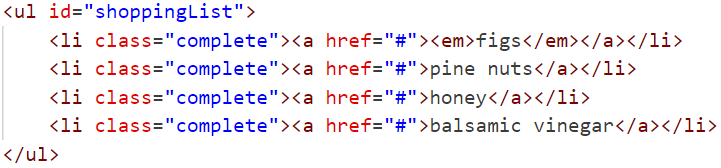 <ul id="shoppingList">
    <li class="complete"><a href="#"><em>figs</em></a></li>
    <li class="complete"><a href="#">pine nuts</a></li>
    <li class="complete"><a href="#">honey</a></li>
    <li class="complete"><a href="#">balsamic vinegar</a></li>
</ul>